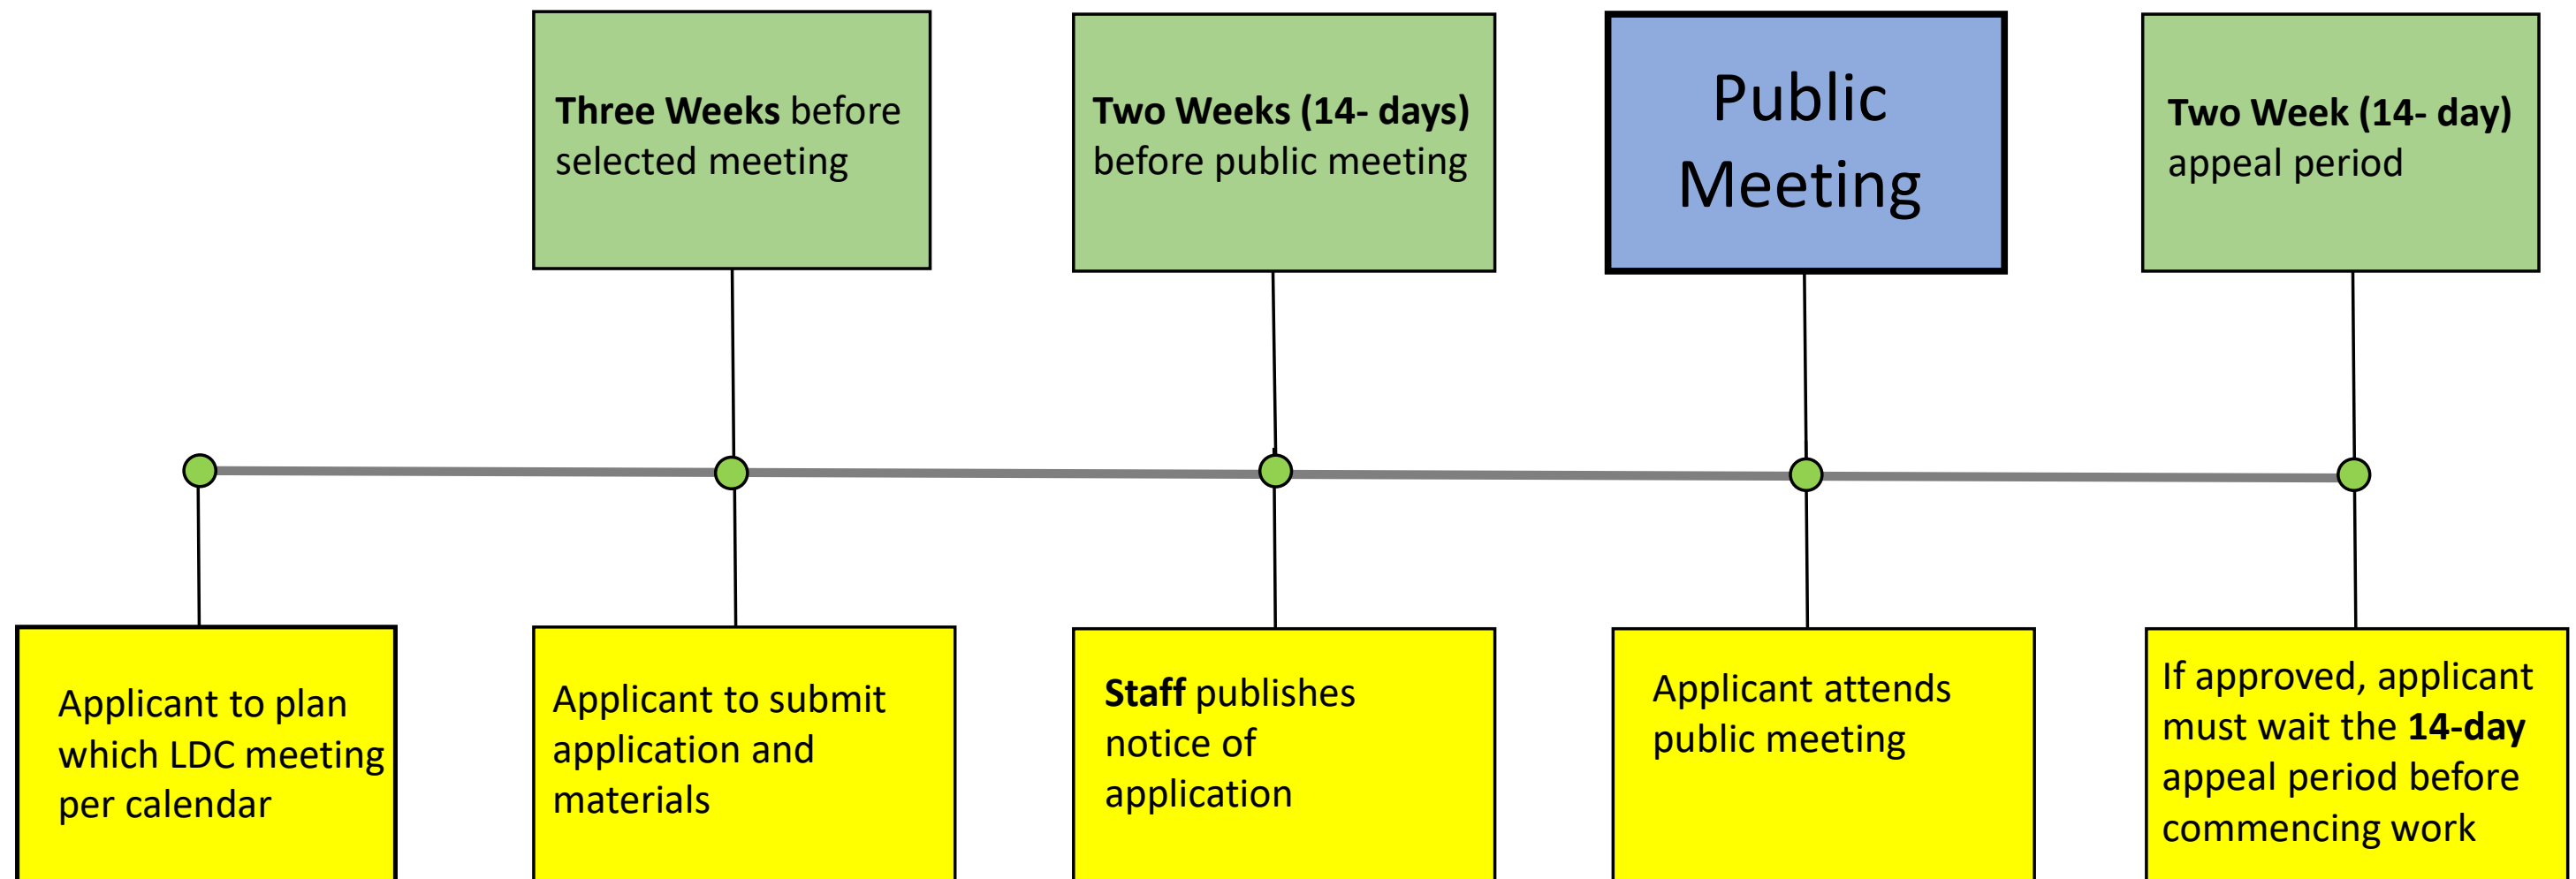 Three Weeks before
selected meeting
Two Weeks (14- days)
before public meeting
Public
Meeting
Two Week (14- day)
appeal period
Applicant to plan
which LDC meeting
per calendar
Applicant to submit
application and
materials
Staff publishes
notice of
application
Applicant attends
public meeting
If approved, applicant
must wait the 14-day
appeal period before
commencing work